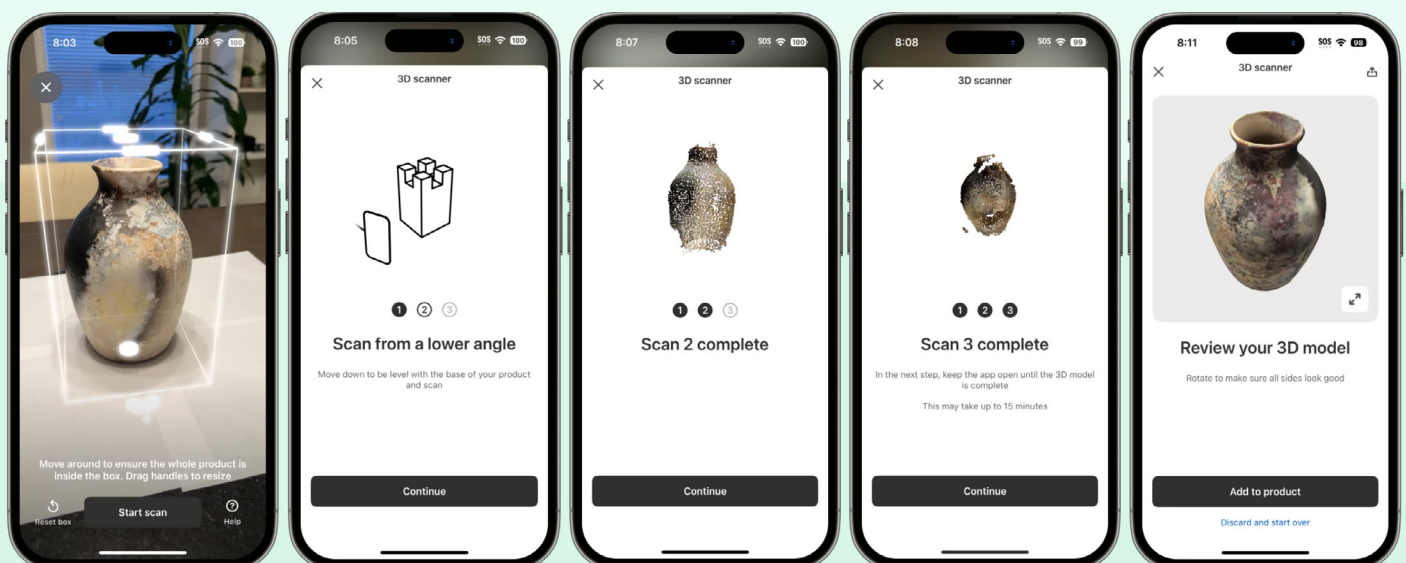 8:03
SOS 100
Move around to ensure the whole product is
inside the box. Drag handles to resize
Reset box
Start scan
Help
8:05
SOS 100
3D scanner
1 2 3
Scan from a lower angle
Move down to be level with the base of your product
and scan
Continue
8:07
SOS 100
3D scanner
1 2 3
Scan 2 complete
Continue
8:08
SOS 99
3D scanner
1 2 3
Scan 3 complete
In the next step, keep the app open until the 3D model
is complete
This may take up to 15 minutes
Continue
8:11
SOS 98
3D scanner
Review your 3D model
Rotate to make sure all sides look good
Add to product
Discard and start over